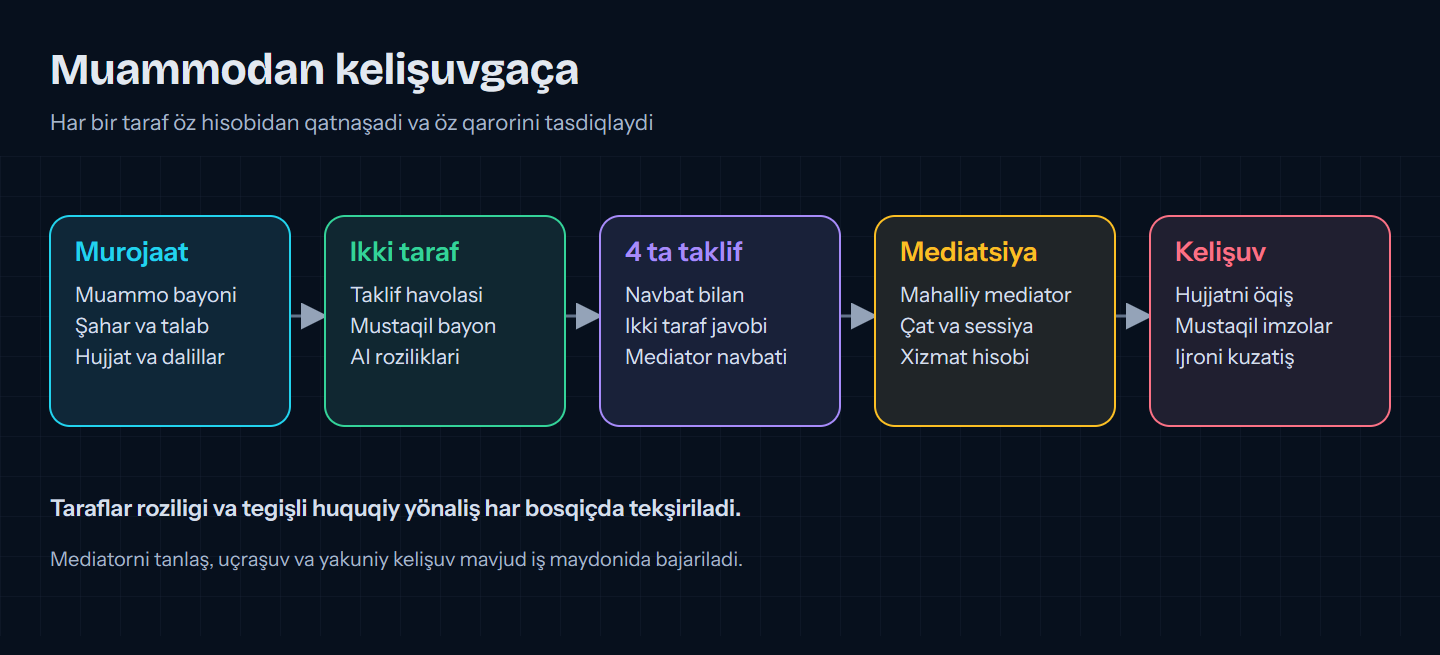 Muammodan kelişuvgaça
Har bir taraf öz hisobidan qatnaşadi va öz qarorini tasdiqlaydi
Murojaat
Muammo bayoni
Şahar va talab
Hujjat va dalillar
Ikki taraf
Taklif havolasi
Mustaqil bayon
AI roziliklari
4 ta taklif
Navbat bilan
Ikki taraf javobi
Mediator navbati
Mediatsiya
Mahalliy mediator
Çat va sessiya
Xizmat hisobi
Kelişuv
Hujjatni öqiş
Mustaqil imzolar
Ijroni kuzatiş
Taraflar roziligi va tegişli huquqiy yönaliş har bosqiçda tekşiriladi.
Mediatorni tanlaş, uçraşuv va yakuniy kelişuv mavjud iş maydonida bajariladi.